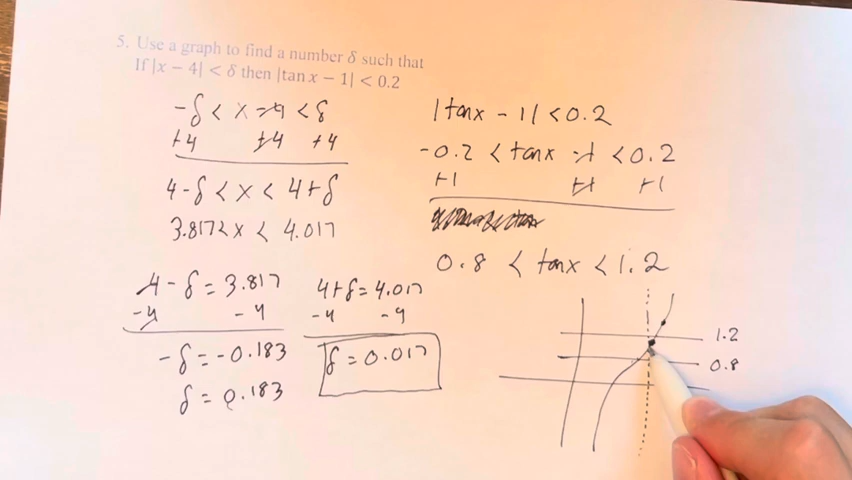 5. Use a graph to find a number δ such that
If |x − 4| < δ then |tan x − 1| < 0.2
-δ < x -4 < δ
+4 +4 +4
4-δ < x < 4+δ
3.817 < x < 4.017
4-δ = 3.817
-4 -4
-δ = -0.183
δ = 0.183
4+δ = 4.017
-4 -4
δ = 0.017
|tanx - 1| < 0.2
-0.2 < tanx -1 < 0.2
+1 +1 +1
0.8 < tanx < 1.2
1.2
0.8